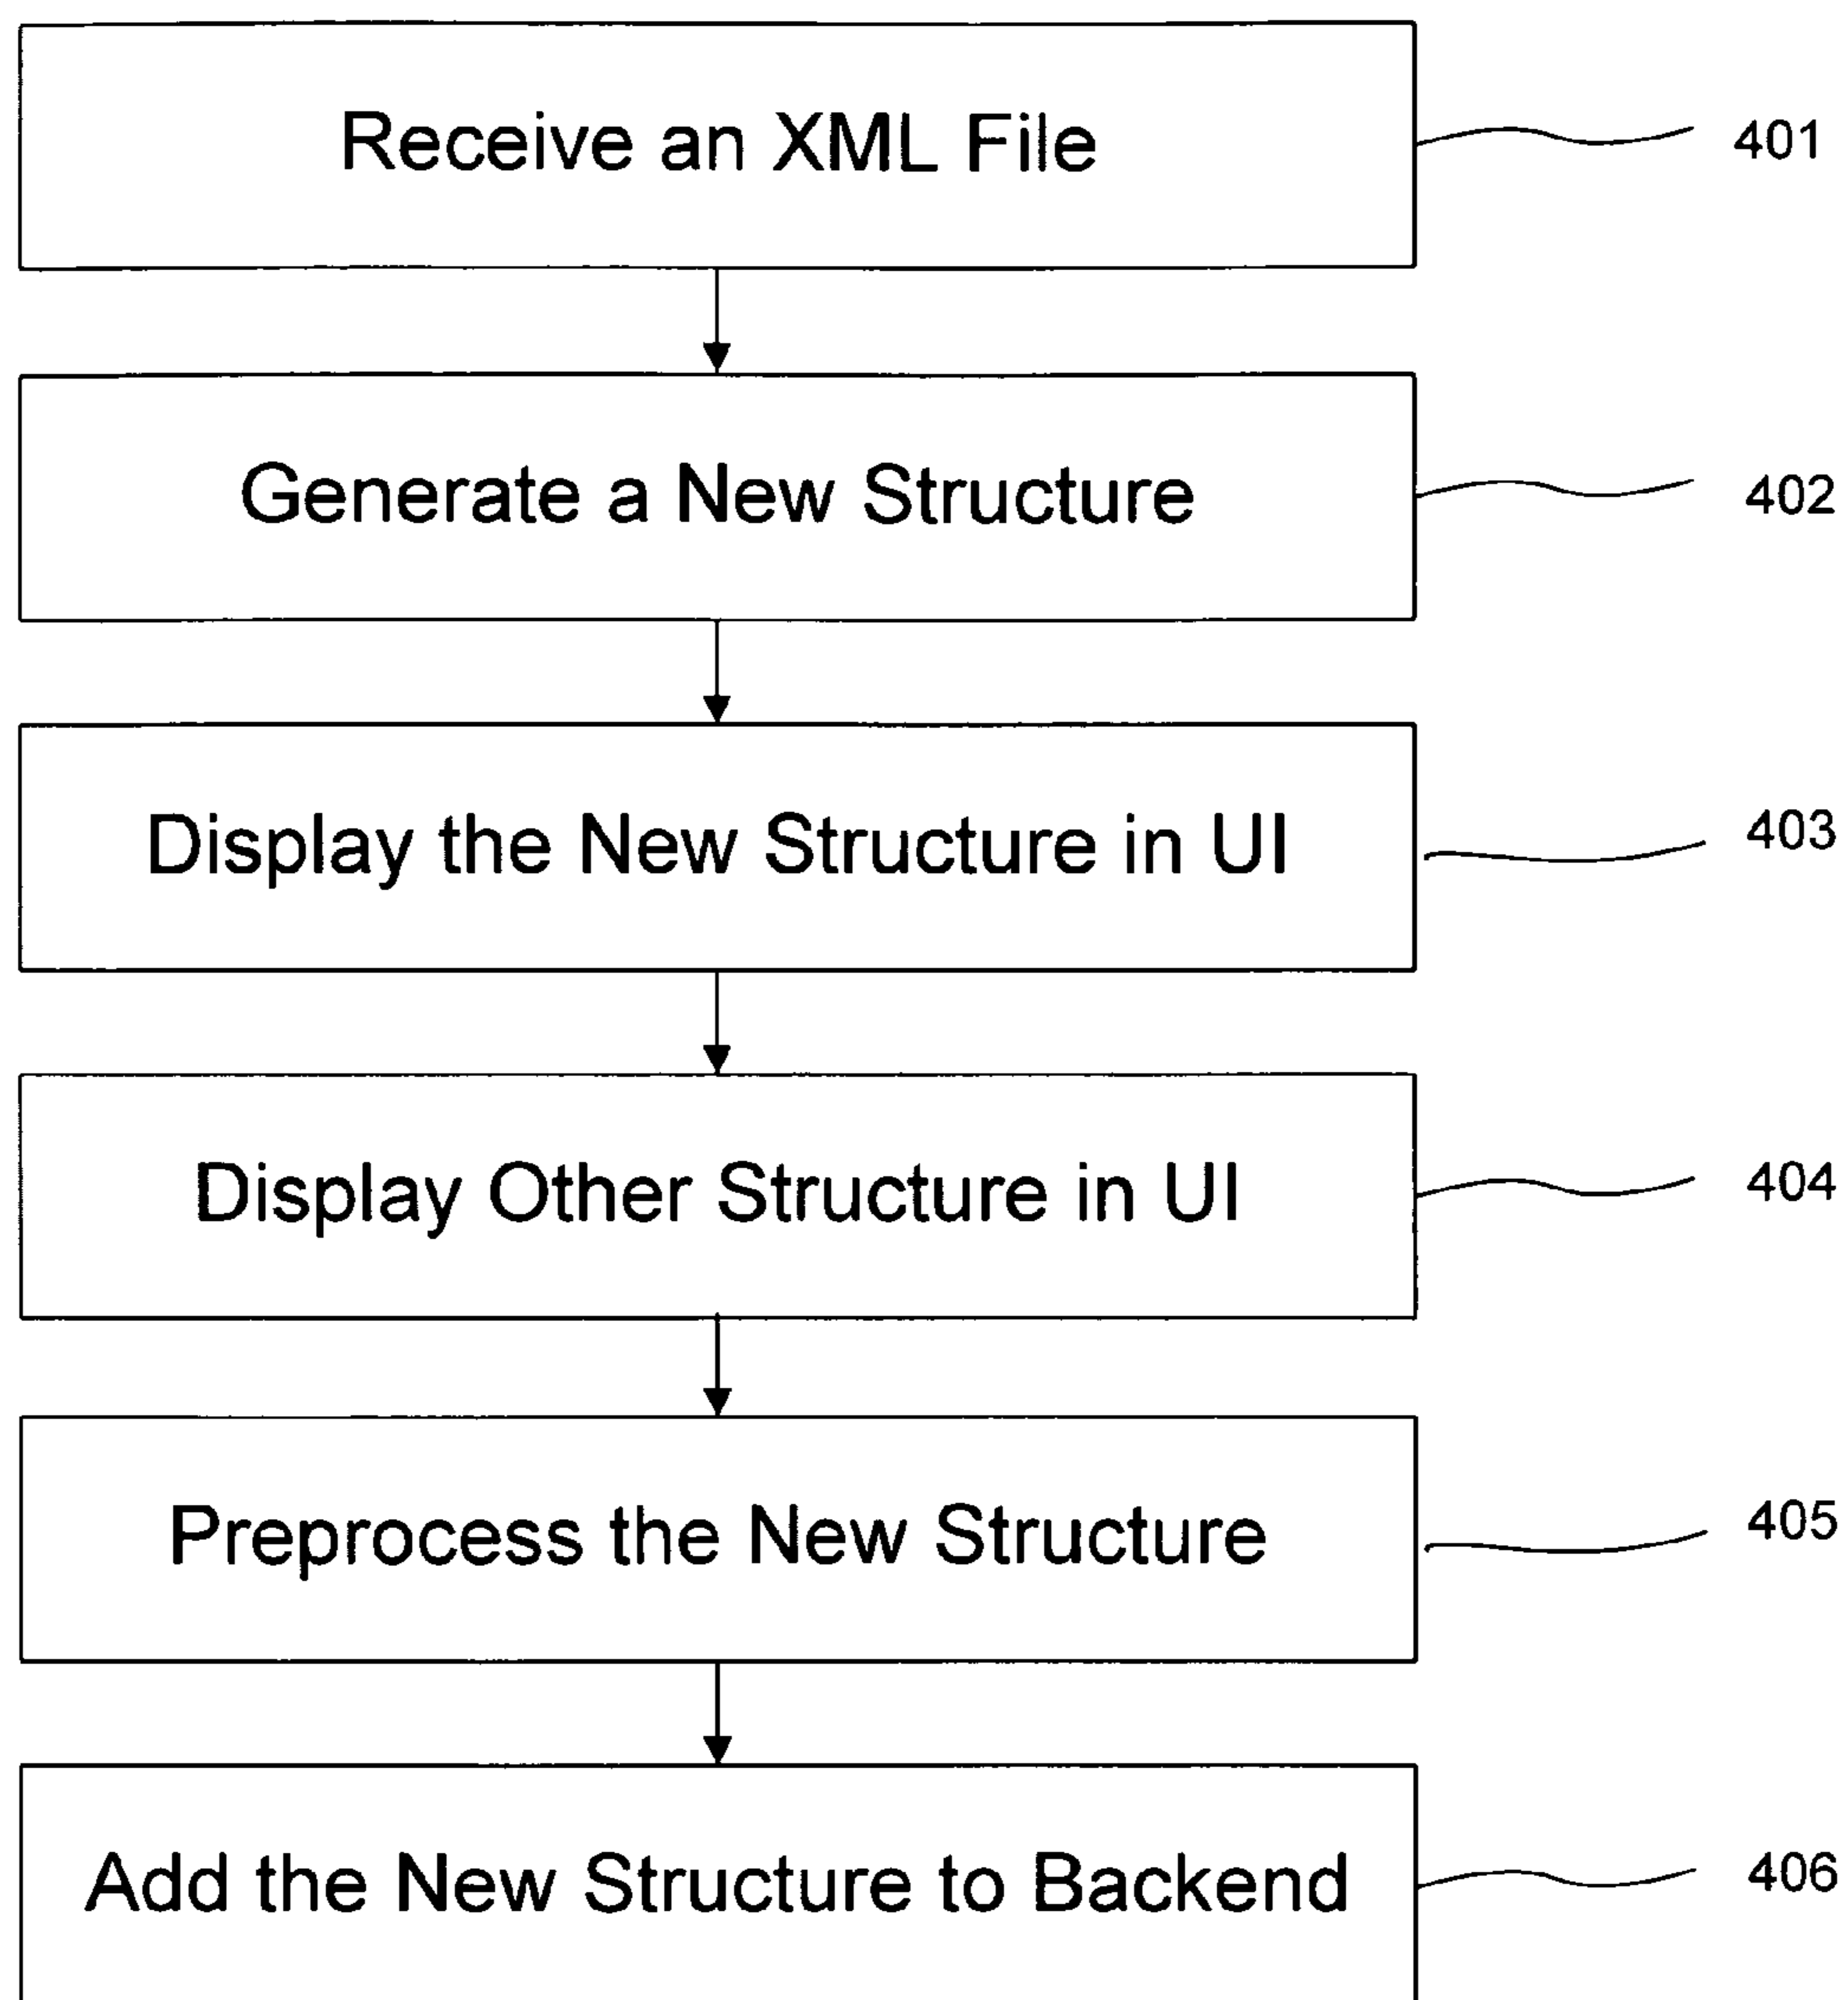 Receive an XML File
401
Generate a New Structure
402
Display the New Structure in UI
403
Display Other Structure in UI
404
Preprocess the New Structure
405
Add the New Structure to Backend
406